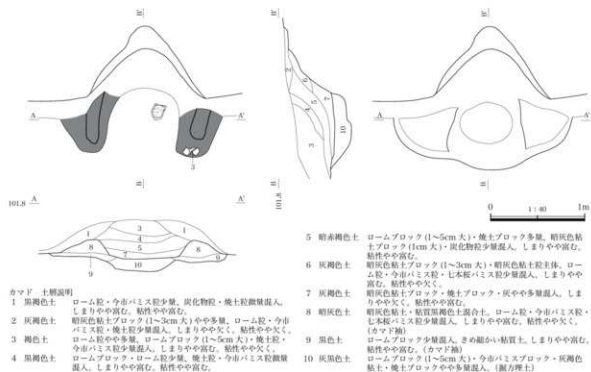 B'
B'
B'
2
6
5
7
4
3
10
A
A'
A
A'
3
B
B
B
101.8
101.8
A
A'
1
3
1
4
8
5
8
10
9
9
0
1:40
1m
カマド 土層説明
1 黒褐色土 ローム粒・今市パミス粒少量、炭化物粒・焼土粒微量混入。
しまりやや富む。粘性やや富む。
2 灰褐色土 暗灰色粘土ブロック(1~3cm大)やや多量、ローム粒・今市
パミス粒・焼土粒少量混入。しまりやや欠く。粘性やや欠く。
3 褐色土 ローム粒やや多量、ロームブロック(1~5cm大)・焼土粒・
今市パミス粒少量混入。しまりやや富む。粘性やや富む。
4 黒褐色土 ロームブロック・ローム粒少量、焼土粒・今市パミス粒微量
混入。しまりやや富む。粘性やや富む。
5 暗赤褐色土 ロームブロック(1~5cm大)・焼土ブロック多量、暗灰色粘
土ブロック(1cm大)・炭化物粒少量混入。しまりやや富む。
粘性やや富む。
6 灰褐色土 暗灰色粘土ブロック(1~3cm大)・暗灰色粘土粒主体、ロー
ム粒・今市パミス粒・七本桜パミス粒少量混入。しまりやや
富む。粘性やや欠く。
7 灰褐色土 暗灰色粘土ブロック・焼土ブロック・灰やや多量混入。しま
りやや欠く。粘性やや富む。
8 暗灰色土 暗灰色粘土・粘質黒褐色土混合土。ローム粒・今市パミス粒・
七本桜パミス粒少量混入。しまりやや富む。粘性やや欠く。
(カマド袖)
9 黒色土 ロームブロック少量混入。きめ細かい粘質土。しまりやや富む。
粘性やや富む。(カマド袖)
10 灰黒色土 ロームブロック(1~5cm大)・今市パミスブロック・灰褐色
粘土・焼土ブロックやや多量混入。(掘方埋土)